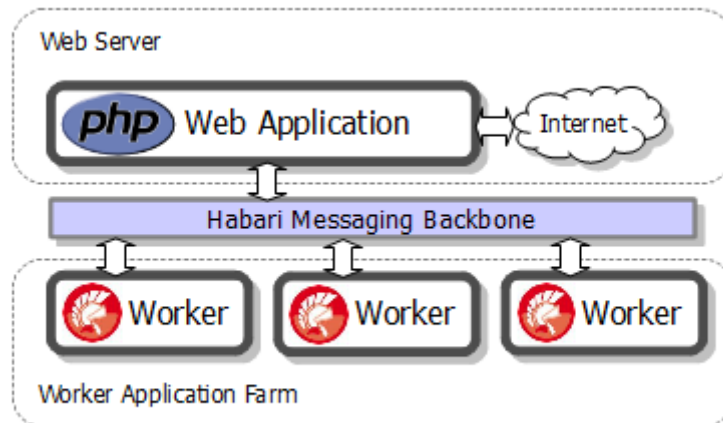 Web Server
php Web Application
Internet
Habari Messaging Backbone
Worker
Worker
Worker
Worker Application Farm